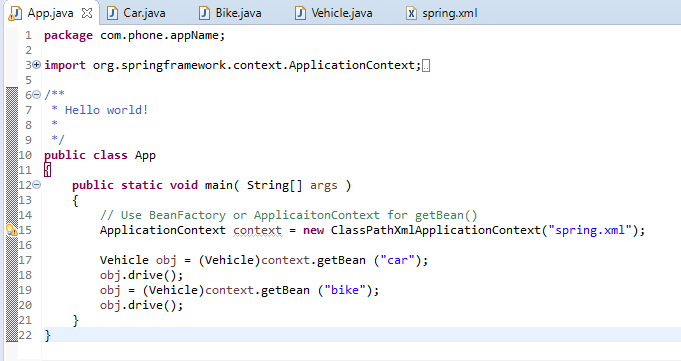 App.java Car.java Bike.java Vehicle.java spring.xml
1 package com.phone.appName;
2
3 import org.springframework.context.ApplicationContext;
5
6 /**
7 * Hello world!
8 *
9 */
10 public class App
11 {
12 public static void main( String[] args )
13 {
14 // Use BeanFactory or ApplicaitonContext for getBean()
15 ApplicationContext context = new ClassPathXmlApplicationContext("spring.xml");
16
17 Vehicle obj = (Vehicle)context.getBean ("car");
18 obj.drive();
19 obj = (Vehicle)context.getBean ("bike");
20 obj.drive();
21 }
22 }